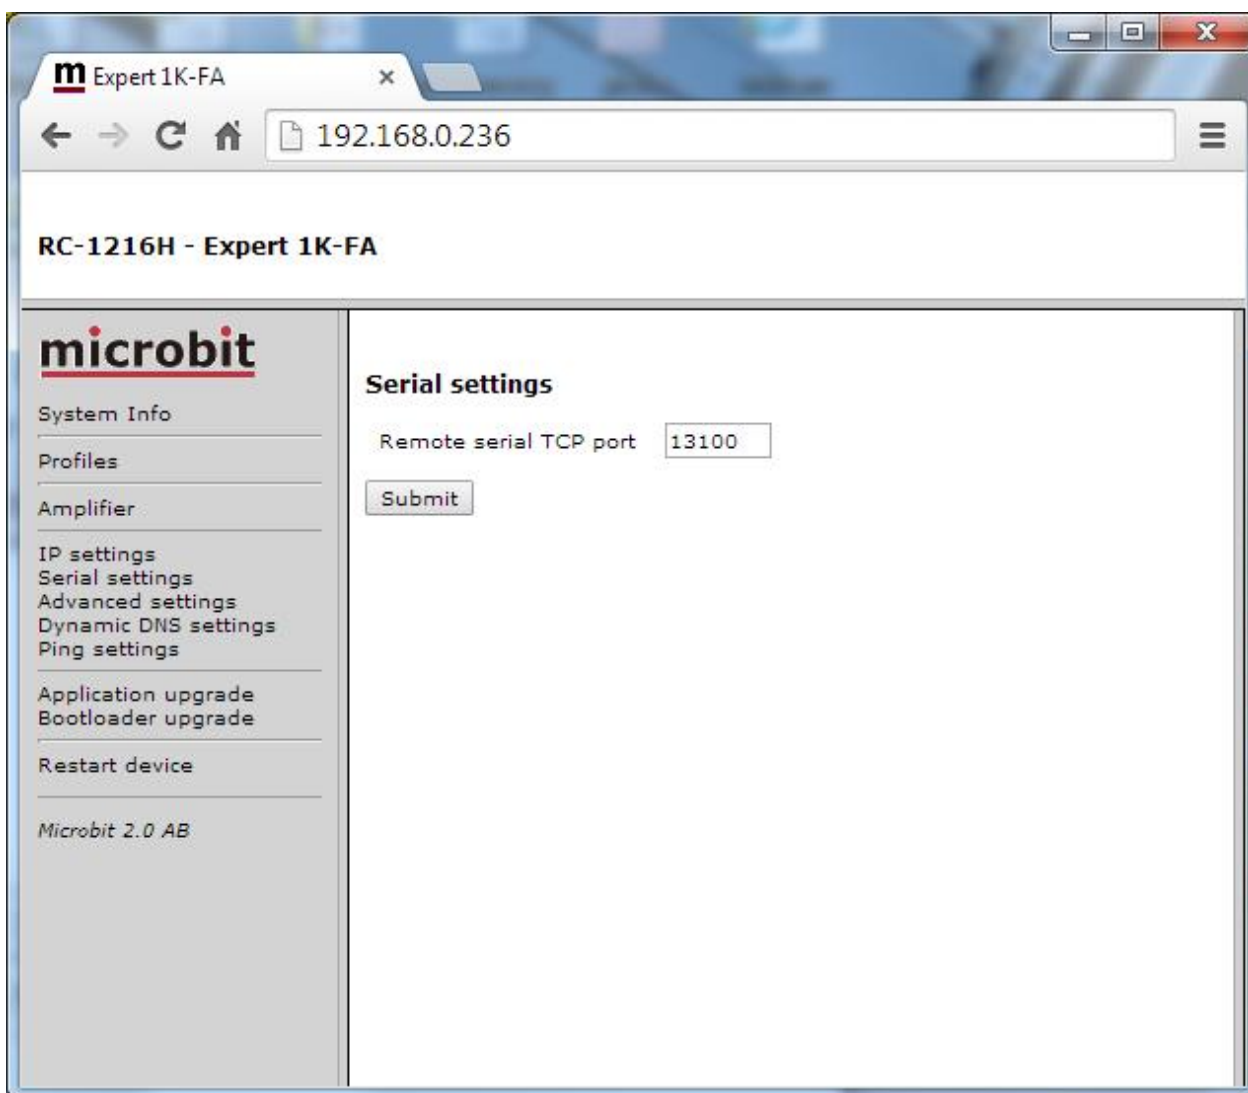 m Expert 1K-FA
192.168.0.236
RC-1216H - Expert 1K-FA
microbit
System Info
Profiles
Amplifier
IP settings
Serial settings
Advanced settings
Dynamic DNS settings
Ping settings
Application upgrade
Bootloader upgrade
Restart device
Microbit 2.0 AB
Serial settings
Remote serial TCP port 13100
Submit